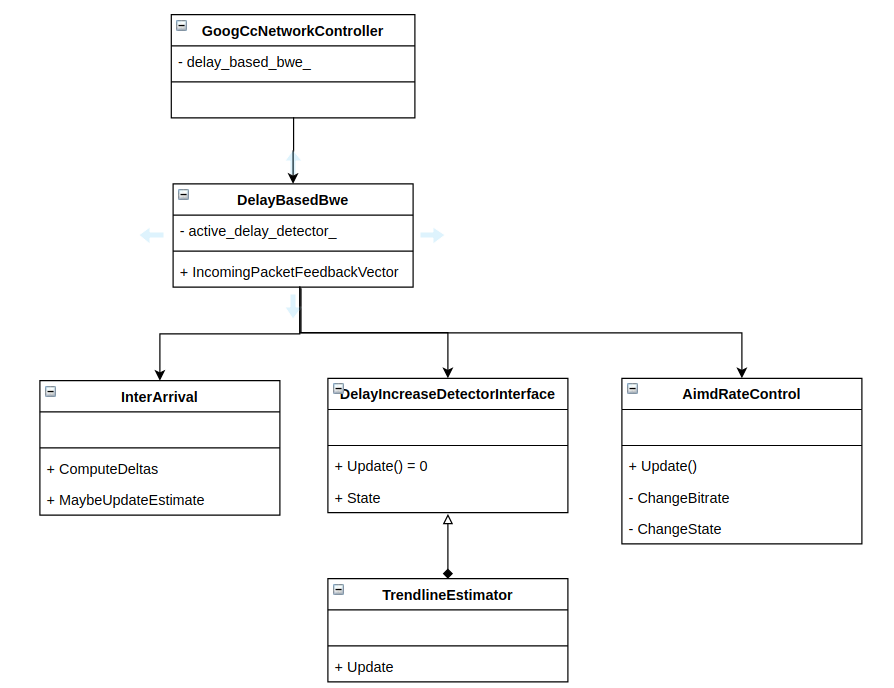 GoogCcNetworkController
- delay_based_bwe_
DelayBasedBwe
- active_delay_detector_
+ IncomingPacketFeedbackVector
InterArrival
+ ComputeDeltas
+ MaybeUpdateEstimate
DelayIncreaseDetectorInterface
+ Update() = 0
+ State
AimdRateControl
+ Update()
- ChangeBitrate
- ChangeState
TrendlineEstimator
+ Update